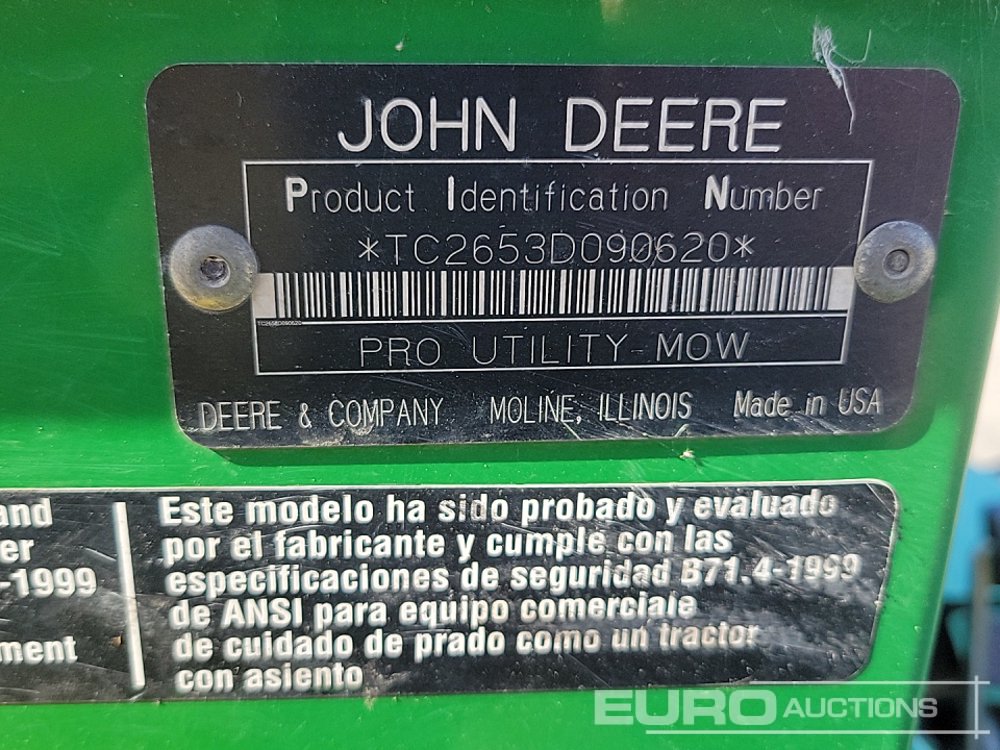 JOHN DEERE
Product Identification Number
*TC2653D090620*
TC2653D090620
PRO UTILITY MOW
DEERE & COMPANY MOLINE, ILLINOIS Made in USA
and
er
-1999
ment
Este modelo ha sido probado y evaluado
por el fabricante y cumple con las
especificaciones de seguridad B71.4-1999
de ANSI para equipo comerciale
de cuidado de prado como un tractor
con asiento
EURO AUCTIONS